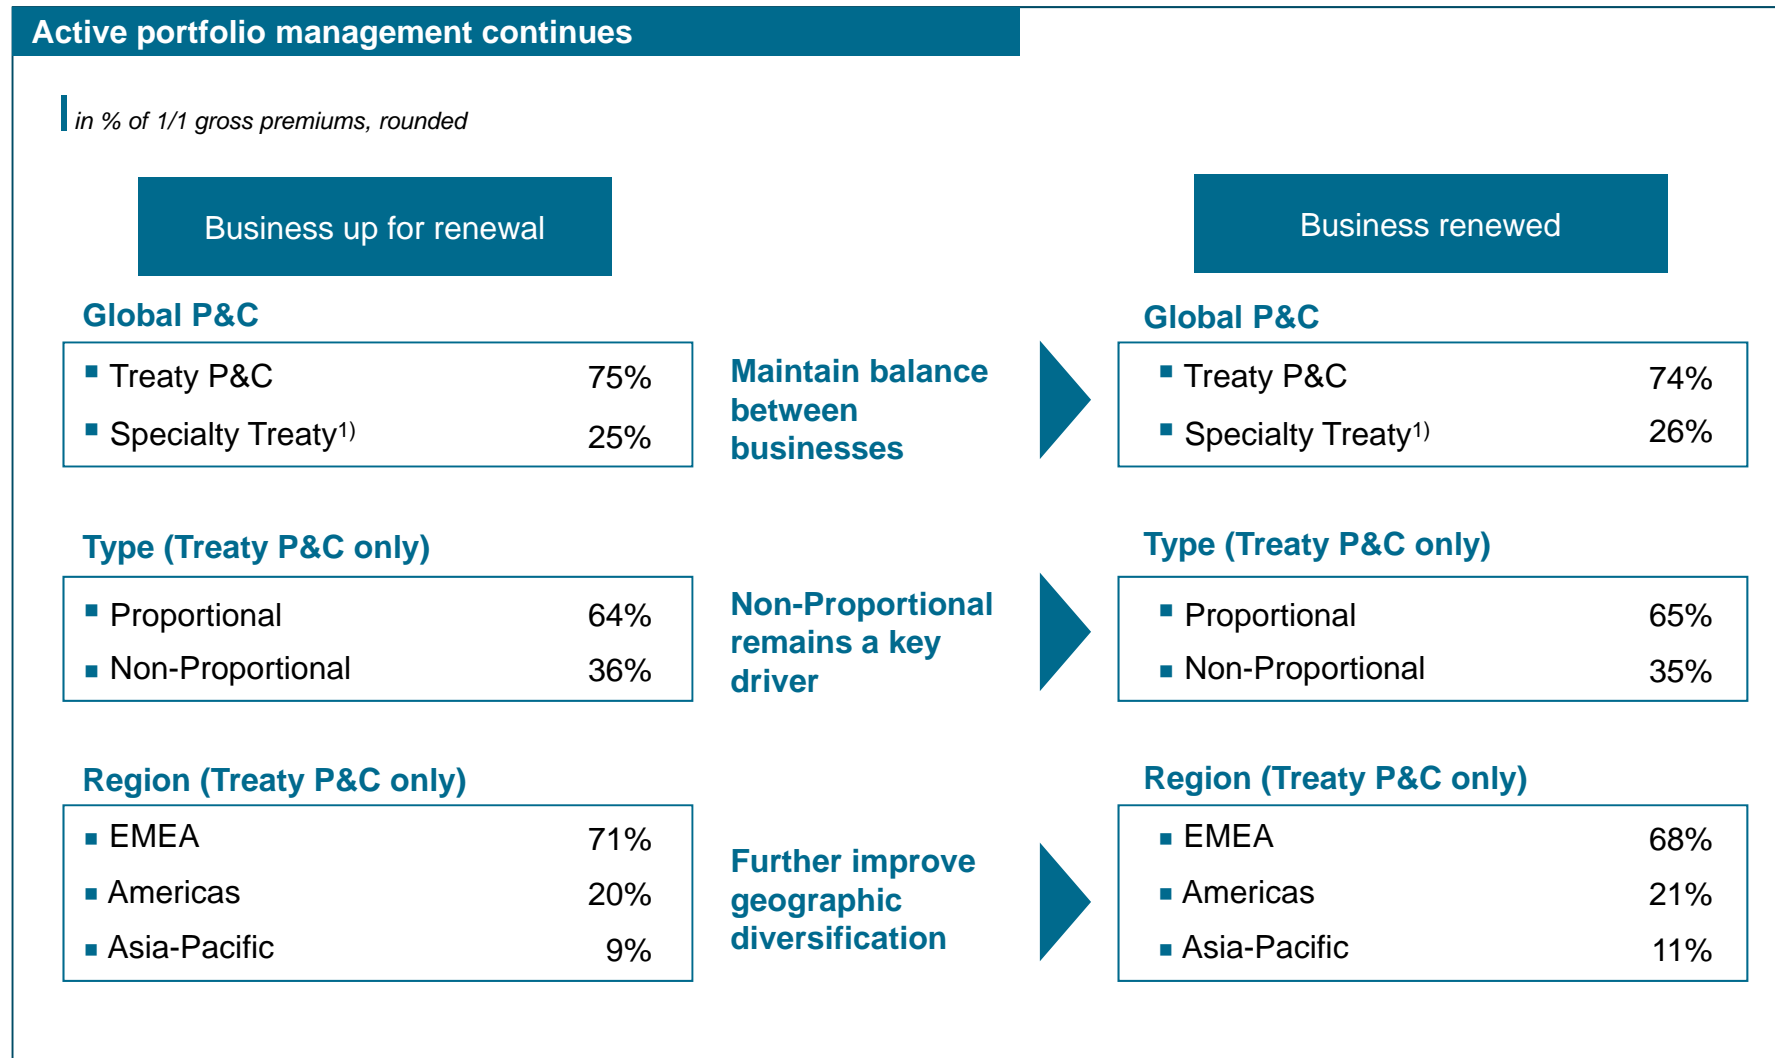 Active portfolio management continues
in % of 1/1 gross premiums, rounded
Business up for renewal
Business renewed
Global P&C
▪ Treaty P&C 75%
▪ Specialty Treaty1) 25%
Maintain balance
between
businesses
Global P&C
▪ Treaty P&C 74%
▪ Specialty Treaty1) 26%
Type (Treaty P&C only)
▪ Proportional 64%
▪ Non-Proportional 36%
Non-Proportional
remains a key
driver
Type (Treaty P&C only)
▪ Proportional 65%
▪ Non-Proportional 35%
Region (Treaty P&C only)
▪ EMEA 71%
▪ Americas 20%
▪ Asia-Pacific 9%
Further improve
geographic
diversification
Region (Treaty P&C only)
▪ EMEA 68%
▪ Americas 21%
▪ Asia-Pacific 11%